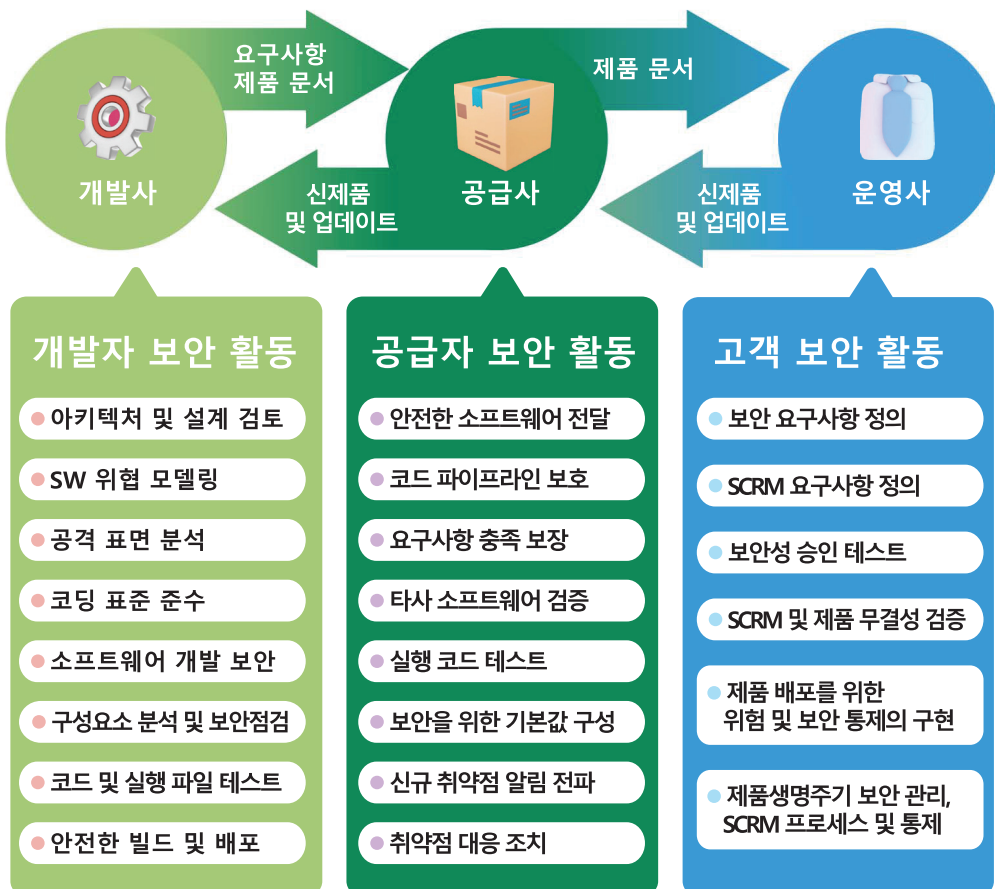 요구사항
제품 문서
제품 문서
개발사
공급사
운영사
신제품
및 업데이트
신제품
및 업데이트
개발자 보안 활동
아키텍처 및 설계 검토
SW 위협 모델링
공격 표면 분석
코딩 표준 준수
소프트웨어 개발 보안
구성요소 분석 및 보안점검
코드 및 실행 파일 테스트
안전한 빌드 및 배포
공급자 보안 활동
안전한 소프트웨어 전달
코드 파이프라인 보호
요구사항 충족 보장
타사 소프트웨어 검증
실행 코드 테스트
보안을 위한 기본값 구성
신규 취약점 알림 전파
취약점 대응 조치
고객 보안 활동
보안 요구사항 정의
SCRM 요구사항 정의
보안성 승인 테스트
SCRM 및 제품 무결성 검증
제품 배포를 위한
위험 및 보안 통제의 구현
제품생명주기 보안 관리,
SCRM 프로세스 및 통제